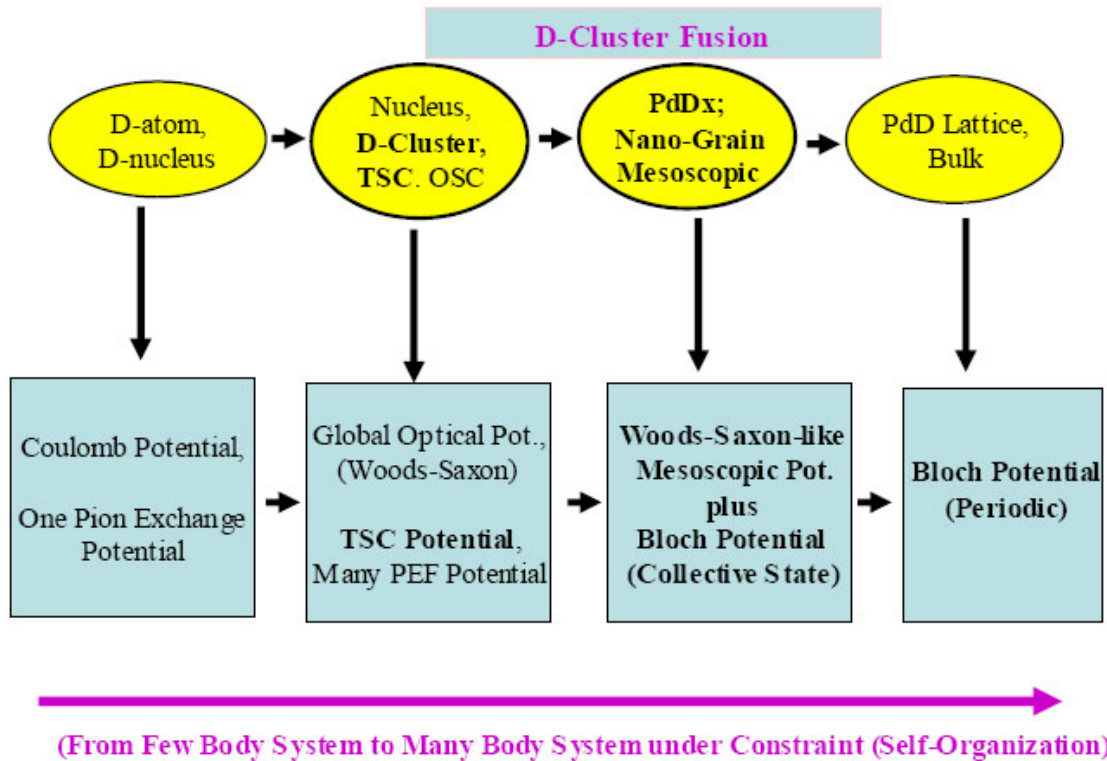 D-Cluster Fusion
D-atom,
D-nucleus
Nucleus,
D-Cluster,
TSC. OSC
PdDx;
Nano-Grain
Mesoscopic
PdD Lattice,
Bulk
Coulomb Potential,
One Pion Exchange
Potential
Global Optical Pot.,
(Woods-Saxon)
TSC Potential,
Many PEF Potential
Woods-Saxon-like
Mesoscopic Pot.
plus
Bloch Potential
(Collective State)
Bloch Potential
(Periodic)
(From Few Body System to Many Body System under Constraint (Self-Organization)